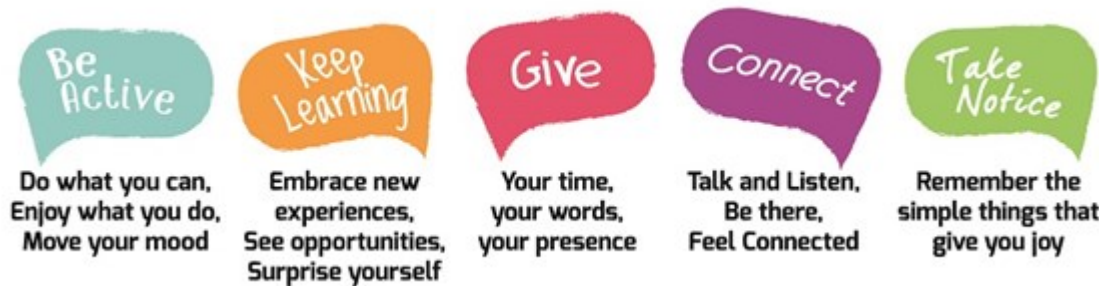 Be
Active
Do what you can,
Enjoy what you do,
Move your mood
Keep
Learning
Embrace new
experiences,
See opportunities,
Surprise yourself
Give
Your time,
your words,
your presence
Connect
Talk and Listen,
Be there,
Feel Connected
Take
Notice
Remember the
simple things that
give you joy